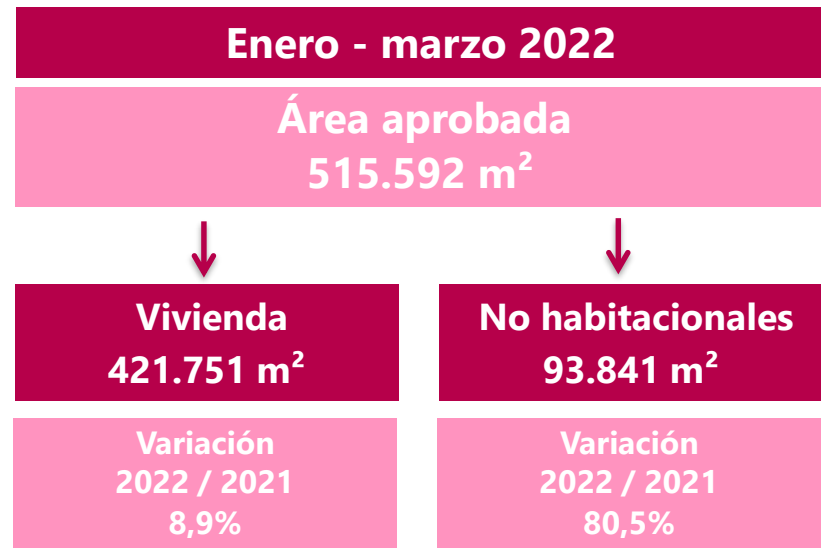 Enero - marzo 2022
Área aprobada
515.592 m²
Vivienda
421.751 m²
No habitacionales
93.841 m²
Variación
2022 / 2021
8,9%
Variación
2022 / 2021
80,5%